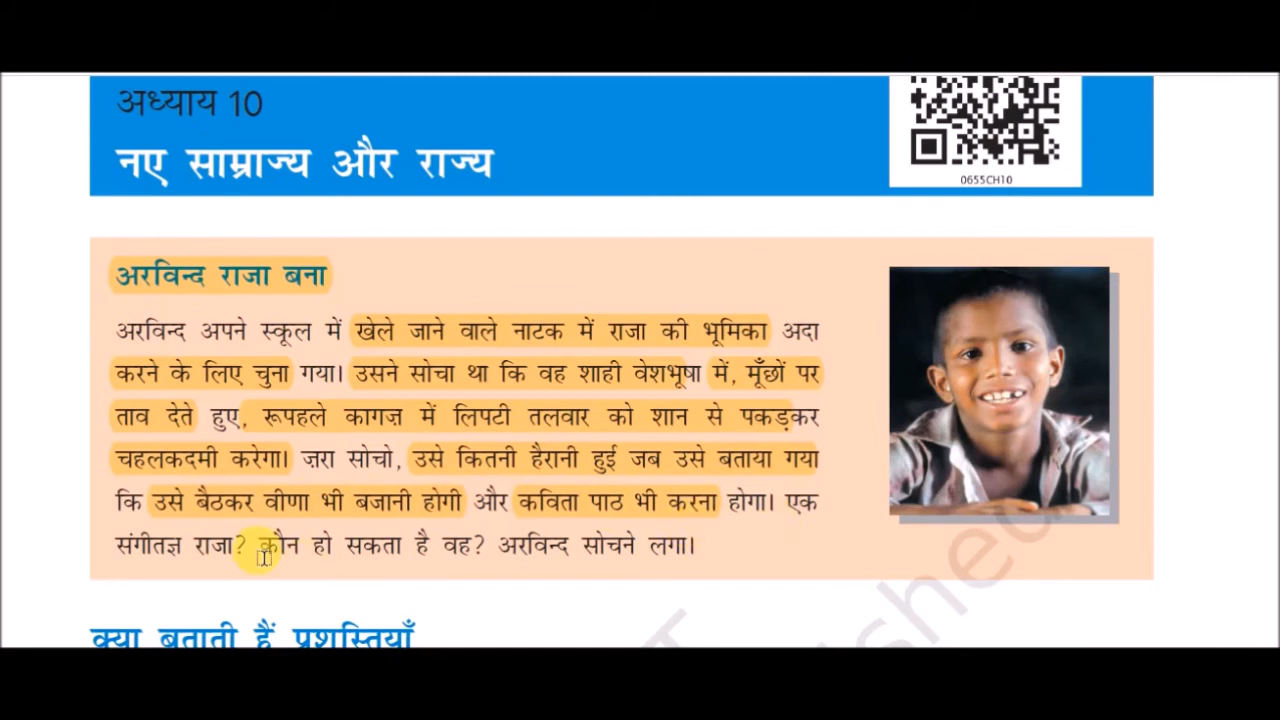 अध्याय 10
नए साम्राज्य और राज्य
0655CH10
अरविन्द राजा बना
अरविन्द अपने स्कूल में खेले जाने वाले नाटक में राजा की भूमिका अदा
करने के लिए चुना गया। उसने सोचा था कि वह शाही वेशभूषा में, मूँछों पर
ताव देते हुए, रूपहले कागज़ में लिपटी तलवार को शान से पकड़कर
चहलकदमी करेगा। ज़रा सोचो, उसे कितनी हैरानी हुई जब उसे बताया गया
कि उसे बैठकर वीणा भी बजानी होगी और कविता पाठ भी करना होगा। एक
संगीतज्ञ राजा? कौन हो सकता है वह? अरविन्द सोचने लगा।
क्या बताती हैं प्रशस्तियाँ